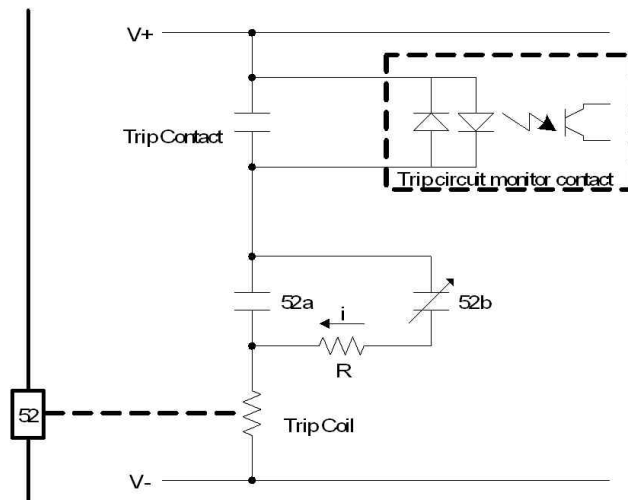 V+
Trip Contact
Trip circuit monitor contact
52a
52b
i
R
52
Trip Coil
V-